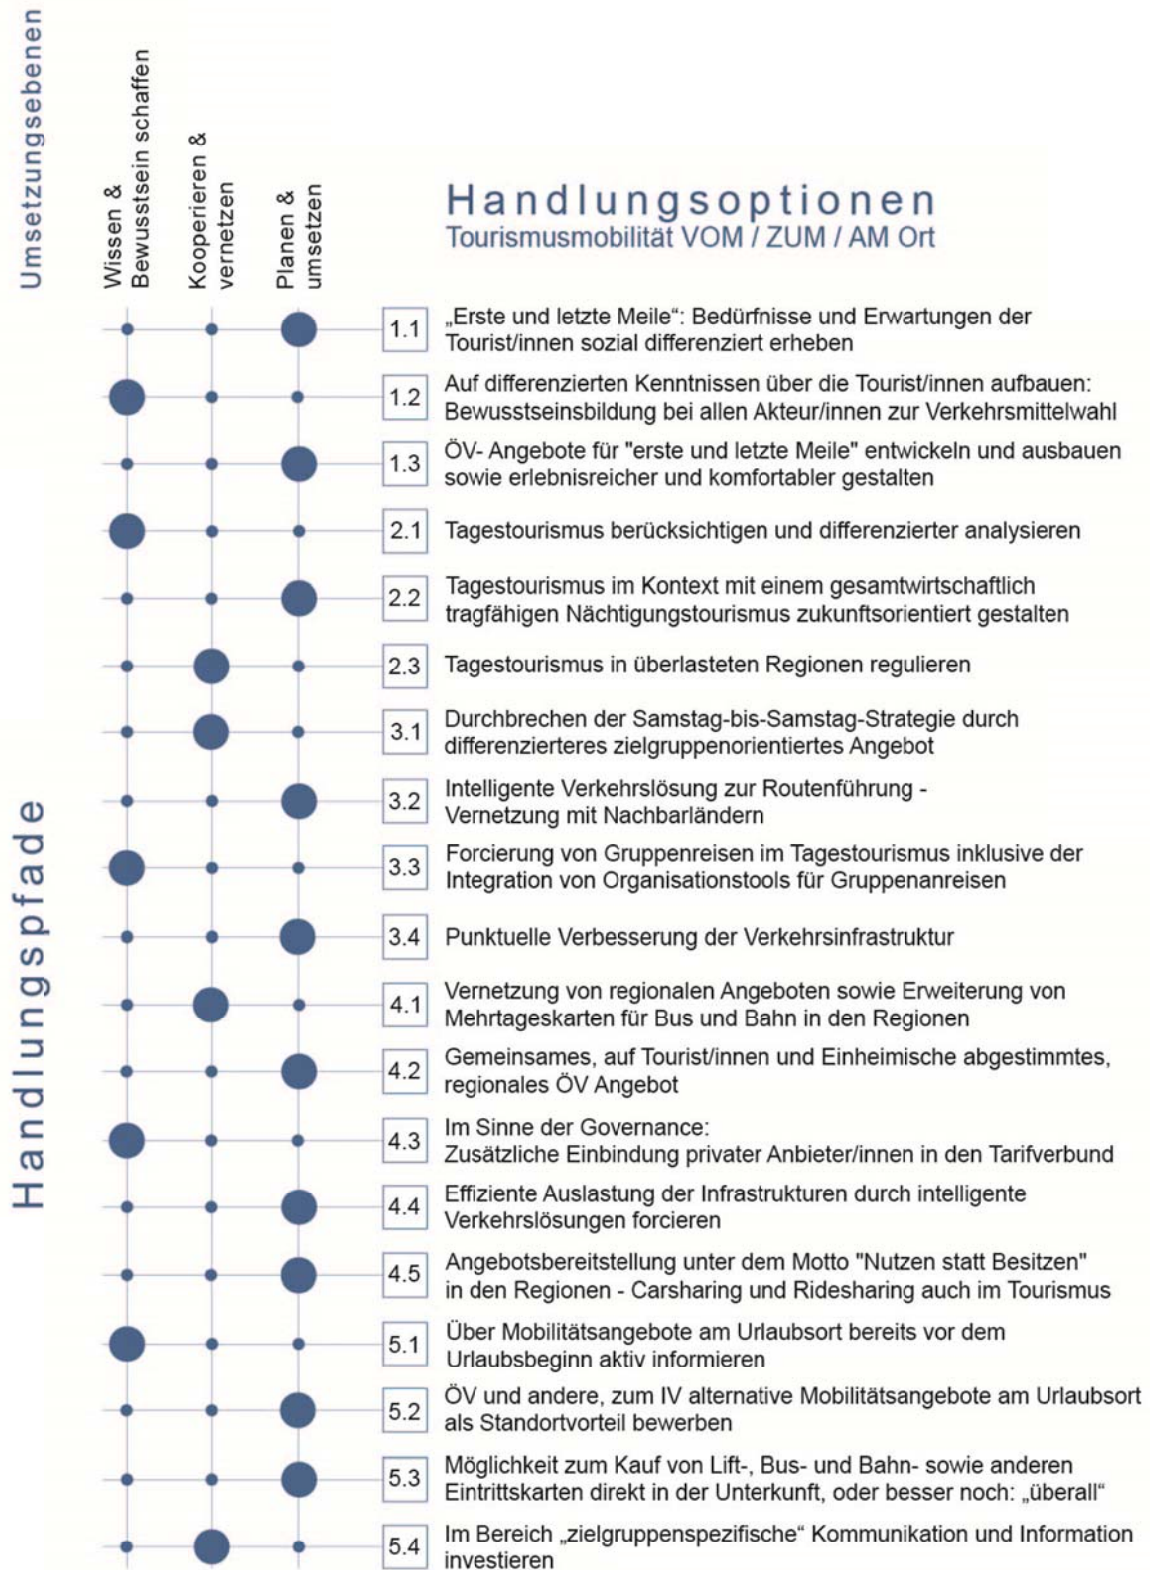 Umsetzungsebenen
Wissen &
Bewusstsein schaffen
Kooperieren &
vernetzen
Planen &
umsetzen
Handlungsoptionen
Tourismusmobilität VOM / ZUM / AM Ort
Handlungspfade
1.1 „Erste und letzte Meile“: Bedürfnisse und Erwartungen der
Tourist/innen sozial differenziert erheben
1.2 Auf differenzierten Kenntnissen über die Tourist/innen aufbauen:
Bewusstseinsbildung bei allen Akteur/innen zur Verkehrsmittelwahl
1.3 ÖV- Angebote für "erste und letzte Meile" entwickeln und ausbauen
sowie erlebnisreicher und komfortabler gestalten
2.1 Tagestourismus berücksichtigen und differenzierter analysieren
2.2 Tagestourismus im Kontext mit einem gesamtwirtschaftlich
tragfähigen Nächtigungstourismus zukunftsorientiert gestalten
2.3 Tagestourismus in überlasteten Regionen regulieren
3.1 Durchbrechen der Samstag-bis-Samstag-Strategie durch
differenzierteres zielgruppenorientiertes Angebot
3.2 Intelligente Verkehrslösung zur Routenführung -
Vernetzung mit Nachbarländern
3.3 Forcierung von Gruppenreisen im Tagestourismus inklusive der
Integration von Organisationstools für Gruppenanreisen
3.4 Punktuelle Verbesserung der Verkehrsinfrastruktur
4.1 Vernetzung von regionalen Angeboten sowie Erweiterung von
Mehrtageskarten für Bus und Bahn in den Regionen
4.2 Gemeinsames, auf Tourist/innen und Einheimische abgestimmtes,
regionales ÖV Angebot
4.3 Im Sinne der Governance:
Zusätzliche Einbindung privater Anbieter/innen in den Tarifverbund
4.4 Effiziente Auslastung der Infrastrukturen durch intelligente
Verkehrslösungen forcieren
4.5 Angebotsbereitstellung unter dem Motto "Nutzen statt Besitzen"
in den Regionen - Carsharing und Ridesharing auch im Tourismus
5.1 Über Mobilitätsangebote am Urlaubsort bereits vor dem
Urlaubsbeginn aktiv informieren
5.2 ÖV und andere, zum IV alternative Mobilitätsangebote am Urlaubsort
als Standortvorteil bewerben
5.3 Möglichkeit zum Kauf von Lift-, Bus- und Bahn- sowie anderen
Eintrittskarten direkt in der Unterkunft, oder besser noch: „überall“
5.4 Im Bereich „zielgruppenspezifische“ Kommunikation und Information
investieren